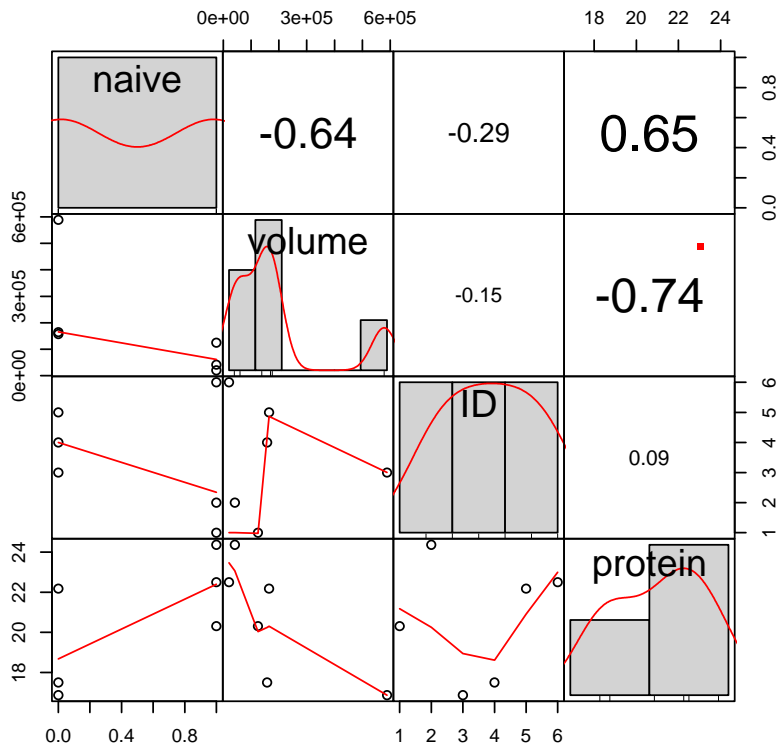 0e+00 3e+05 6e+05 18 20 22 24
naive -0.64 -0.29 0.65
0.0 0.4 0.8
0e+00 3e+05 6e+05
volume -0.15 -0.74
ID 0.09
1 2 3 4 5 6
18 20 22 24
protein
0.0 0.4 0.8 1 2 3 4 5 6